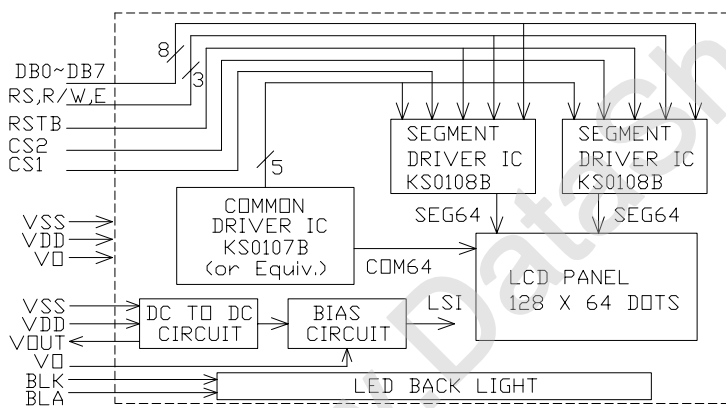 8
3
DB0~DB7
RS,R/W,E
RSTB
CS2
CS1
5
SEGMENT
DRIVER IC
KS0108B
SEGMENT
DRIVER IC
KS0108B
SEG64
SEG64
COMMON
DRIVER IC
KS0107B
(or Equiv.)
COM64
VSS
VDD
VO
LCD PANEL
128 X 64 DOTS
VSS
VDD
VOUT
VO
DC TO DC
CIRCUIT
BIAS
CIRCUIT
LSI
BLK
BLA
LED BACK LIGHT